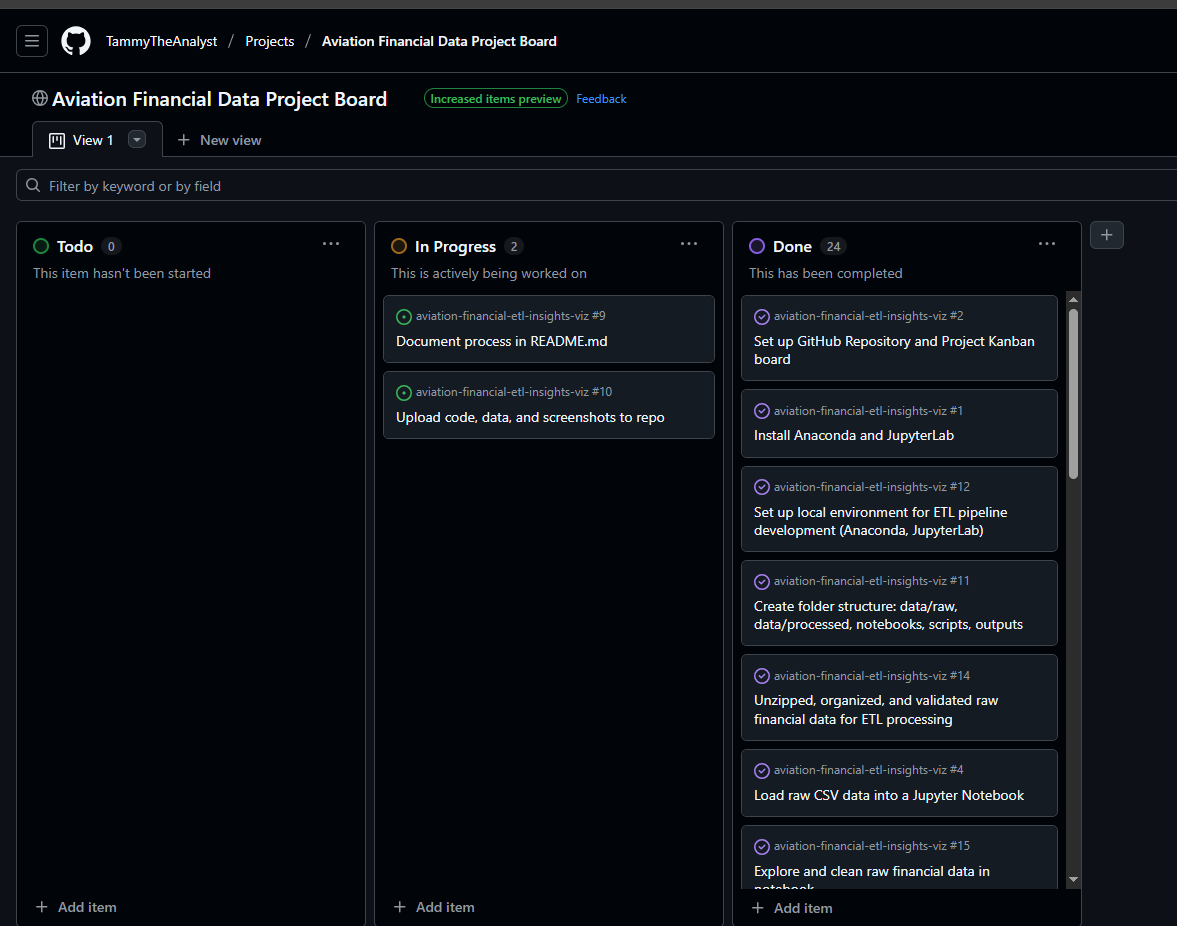 TammyTheAnalyst / Projects / Aviation Financial Data Project Board
Aviation Financial Data Project Board Increased items preview Feedback
View 1 New view
Filter by keyword or by field
Todo 0
This item hasn't been started
Add item
In Progress 2
This is actively being worked on
aviation-financial-etl-insights-viz #9
Document process in README.md
aviation-financial-etl-insights-viz #10
Upload code, data, and screenshots to repo
Add item
Done 24
This has been completed
aviation-financial-etl-insights-viz #2
Set up GitHub Repository and Project Kanban
board
aviation-financial-etl-insights-viz #1
Install Anaconda and JupyterLab
aviation-financial-etl-insights-viz #12
Set up local environment for ETL pipeline
development (Anaconda, JupyterLab)
aviation-financial-etl-insights-viz #11
Create folder structure: data/raw,
data/processed, notebooks, scripts, outputs
aviation-financial-etl-insights-viz #14
Unzipped, organized, and validated raw
financial data for ETL processing
aviation-financial-etl-insights-viz #4
Load raw CSV data into a Jupyter Notebook
aviation-financial-etl-insights-viz #15
Explore and clean raw financial data in
notebook
Add item